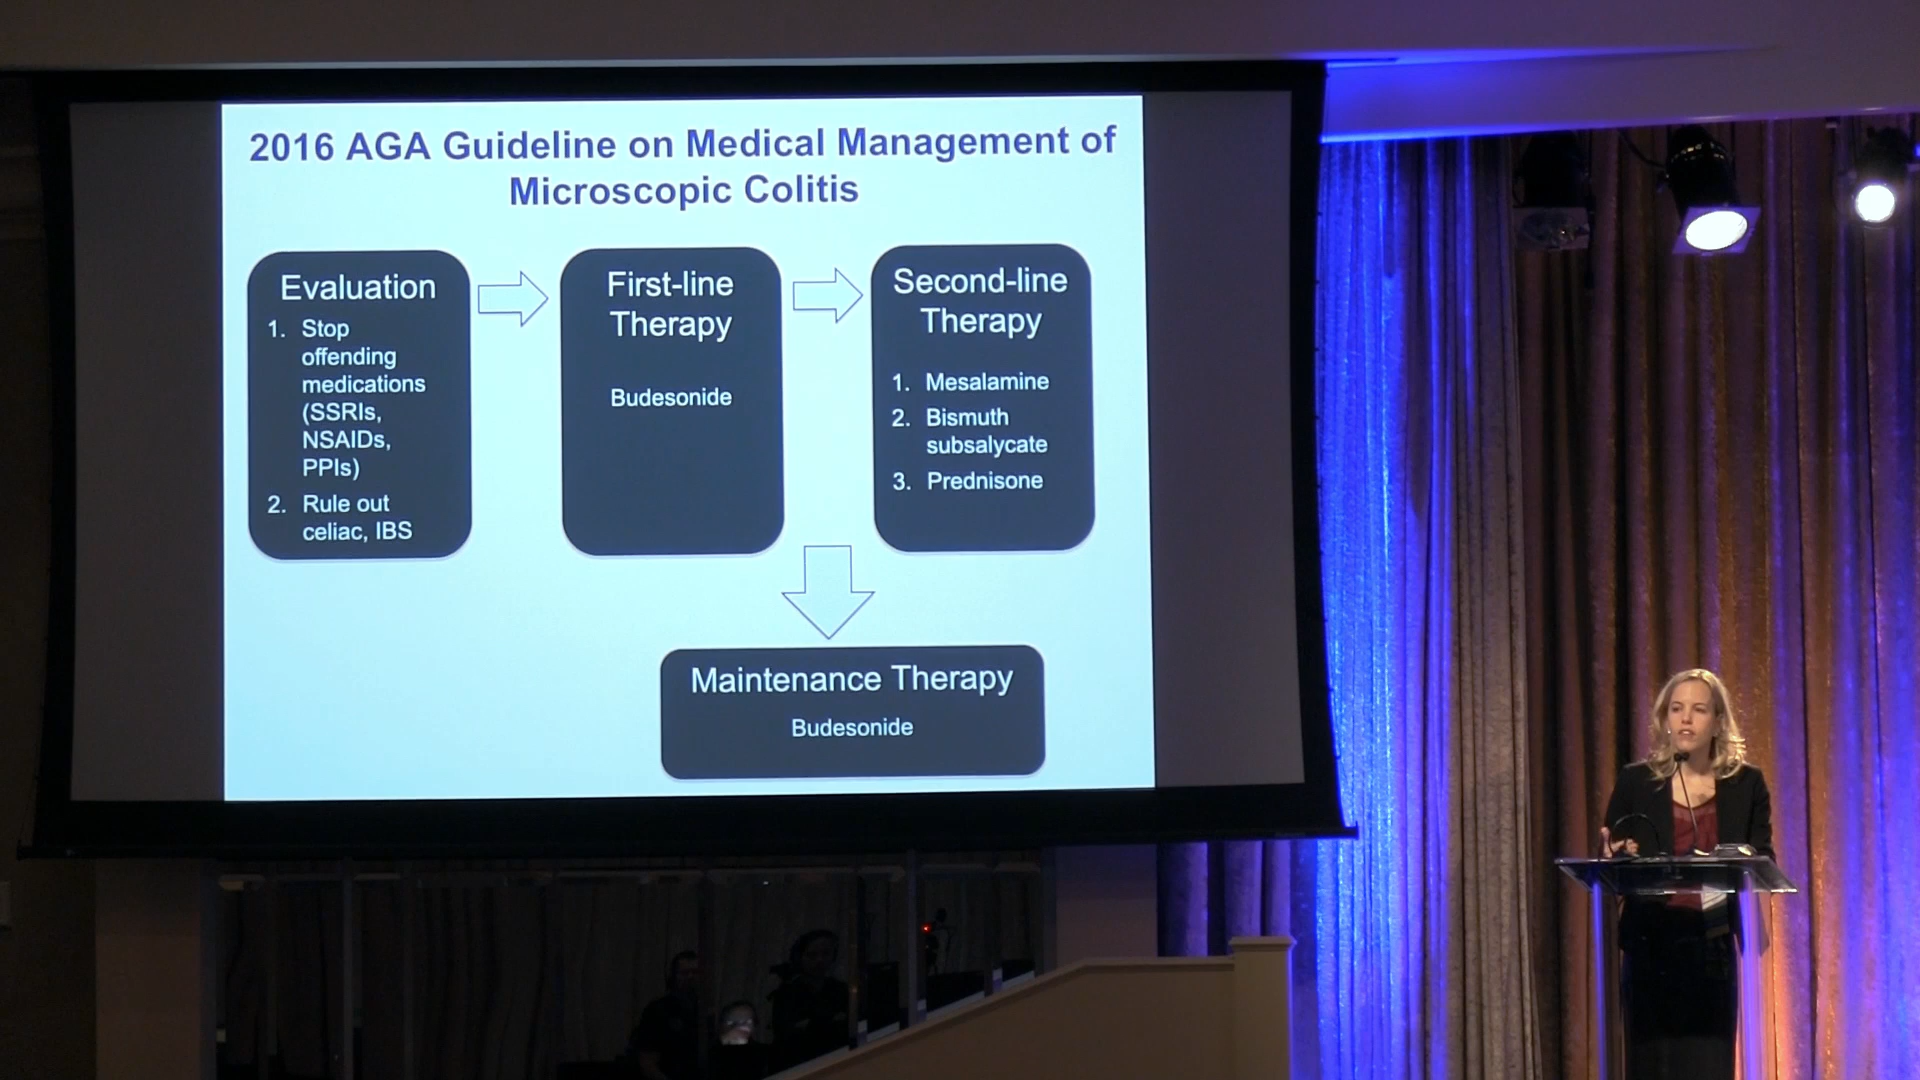 2016 AGA Guideline on Medical Management of
Microscopic Colitis
Evaluation
1. Stop
offending
medications
(SSRIs,
NSAIDs,
PPIs)
2. Rule out
celiac, IBS
First-line
Therapy
Budesonide
Second-line
Therapy
1. Mesalamine
2. Bismuth
subsalycate
3. Prednisone
Maintenance Therapy
Budesonide